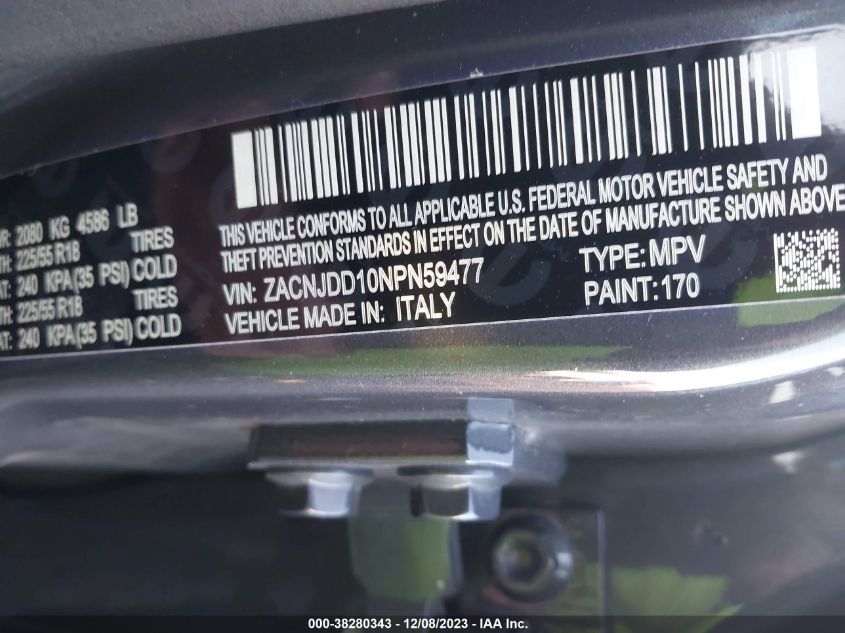 THIS VEHICLE CONFORMS TO ALL APPLICABLE U.S. FEDERAL MOTOR VEHICLE SAFETY AND
THEFT PREVENTION STANDARDS IN EFFECT ON THE DATE OF MANUFACTURE SHOWN ABOVE
VIN: ZACNJDD10NPN59477 TYPE: MPV
VEHICLE MADE IN: ITALY PAINT: 170
2080 KG 4586 LB
225/55 R18 TIRES
240 KPA(35 PSI) COLD
225/55 R18 TIRES
240 KPA(35 PSI) COLD
000-38280343 - 12/08/2023 - IAA Inc.